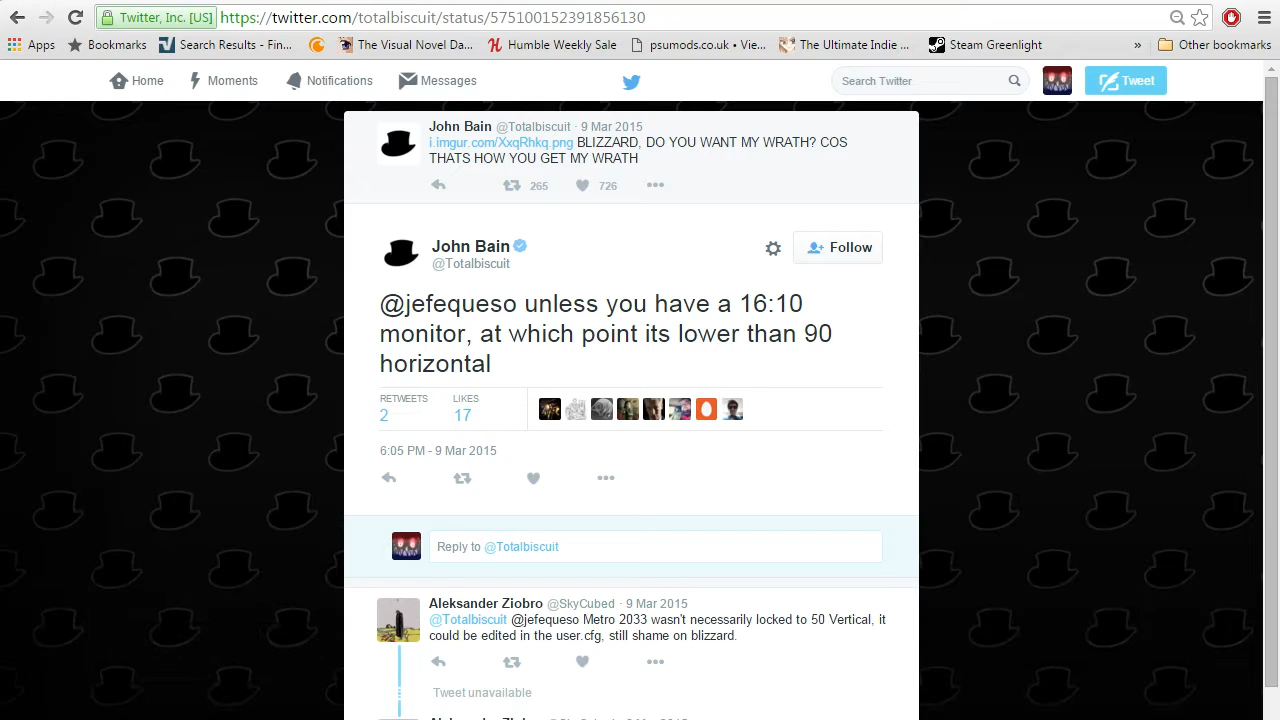 Twitter, Inc. [US] https://twitter.com/totalbiscuit/status/575100152391856130
Apps Bookmarks Search Results - Fin... The Visual Novel Da... Humble Weekly Sale psumods.co.uk • Vie... The Ultimate Indie ... Steam Greenlight » Other bookmarks
Home Moments Notifications Messages Search Twitter Tweet
John Bain @Totalbiscuit · 9 Mar 2015
i.imgur.com/XxqRhkq.png BLIZZARD, DO YOU WANT MY WRATH? COS
THATS HOW YOU GET MY WRATH
265 726
John Bain
@Totalbiscuit
Follow
@jefequeso unless you have a 16:10
monitor, at which point its lower than 90
horizontal
RETWEETS LIKES
2 17
6:05 PM - 9 Mar 2015
Reply to @Totalbiscuit
Aleksander Ziobro @SkyCubed · 9 Mar 2015
@Totalbiscuit @jefequeso Metro 2033 wasn't necessarily locked to 50 Vertical, it
could be edited in the user.cfg, still shame on blizzard.
Tweet unavailable